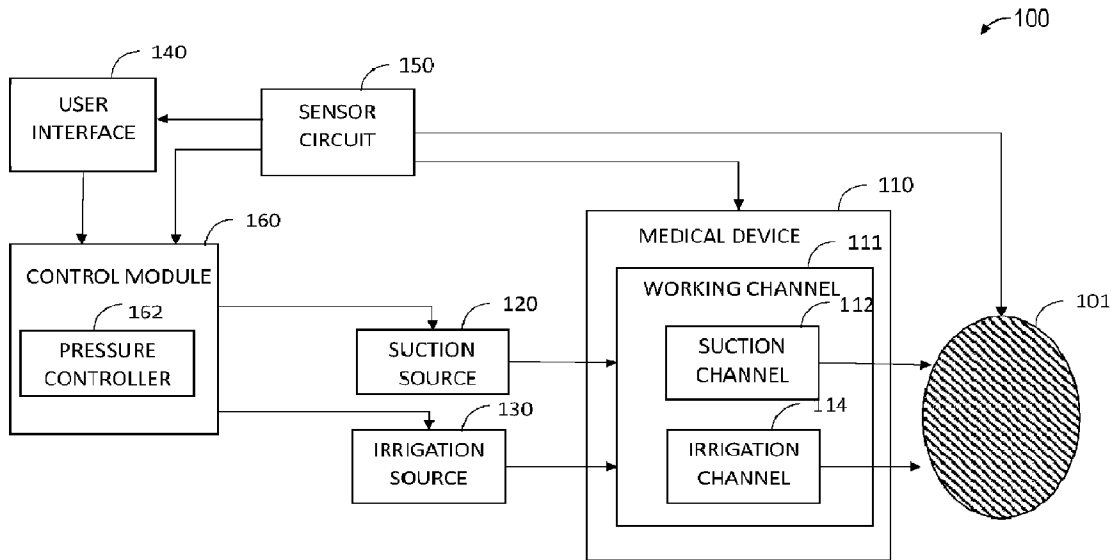 100
140
150
USER
INTERFACE
SENSOR
CIRCUIT
110
160
MEDICAL DEVICE
111
CONTROL MODULE
WORKING CHANNEL
162
120
112
101
PRESSURE
CONTROLLER
SUCTION
SOURCE
SUCTION
CHANNEL
130
114
IRRIGATION
SOURCE
IRRIGATION
CHANNEL